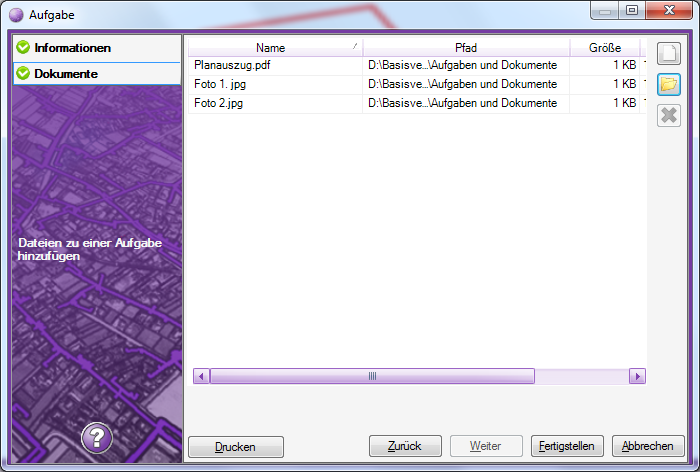 Aufgabe
Informationen
Dokumente
Dateien zu einer Aufgabe
hinzufügen
Name Pfad Größe
Planauszug.pdf D:\Basisve...\Aufgaben und Dokumente 1 KB
Foto 1. jpg D:\Basisve...\Aufgaben und Dokumente 1 KB
Foto 2.jpg D:\Basisve...\Aufgaben und Dokumente 1 KB
?
Drucken Zurück Weiter Fertigstellen Abbrechen